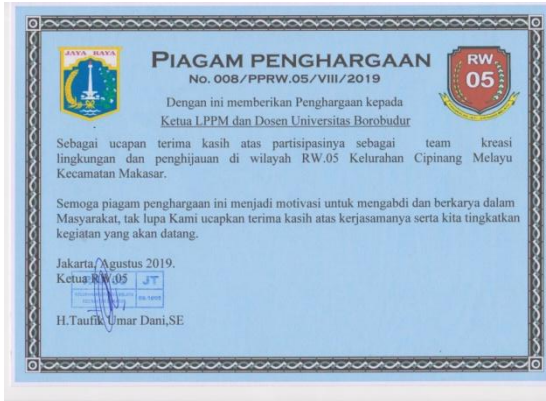 JAYA RAYA
RW
05
PIAGAM PENGHARGAAN
No. 008/PPRW.05/VIII/2019
Dengan ini memberikan Penghargaan kepada
Ketua LPPM dan Dosen Universitas Borobudur
Sebagai ucapan terima kasih atas partisipasinya sebagai team kreasi
lingkungan dan penghijauan di wilayah RW.05 Kelurahan Cipinang Melayu
Kecamatan Makasar.
Semoga piagam penghargaan ini menjadi motivasi untuk mengabdi dan berkarya dalam
Masyarakat, tak lupa Kami ucapkan terima kasih atas kerjasamanya serta kita tingkatkan
kegiatan yang akan datang.
Jakarta, Agustus 2019.
Ketua RW.05
JT
H.Taufik Umar Dani,SE